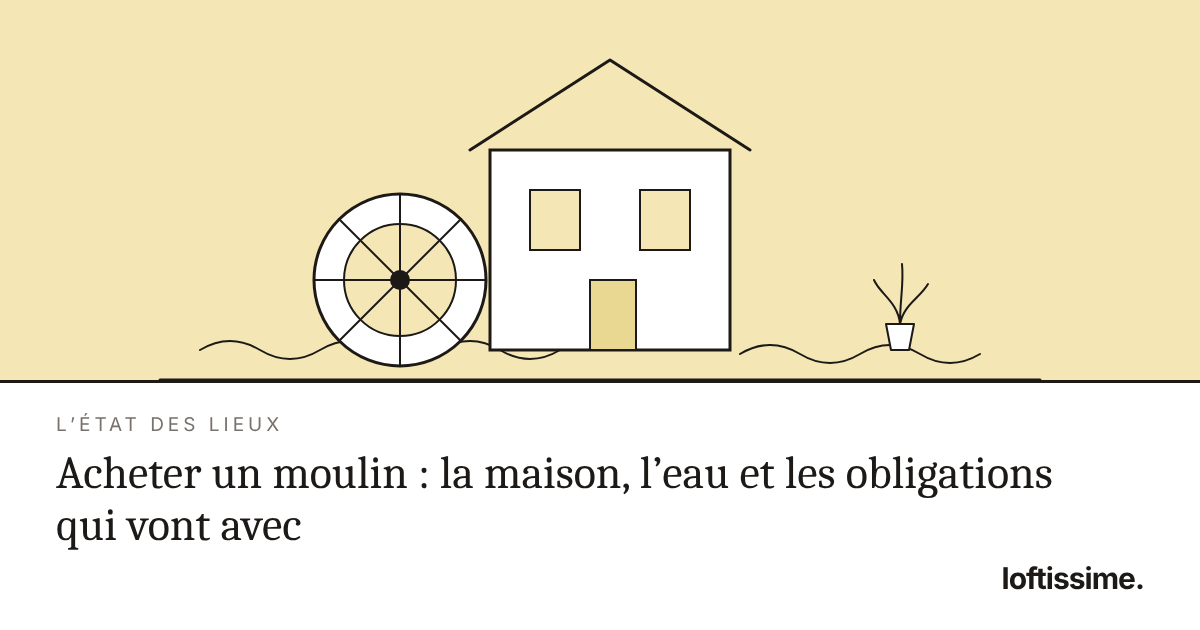 L’ÉTAT DES LIEUX
Acheter un moulin : la maison, l’eau et les obligations
qui vont avec
loftissime.